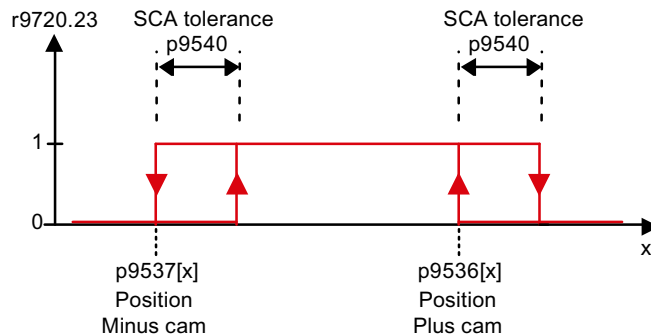 r9720.23
SCA tolerance
p9540
SCA tolerance
p9540
1
0
x
p9537[x]
Position
Minus cam
p9536[x]
Position
Plus cam